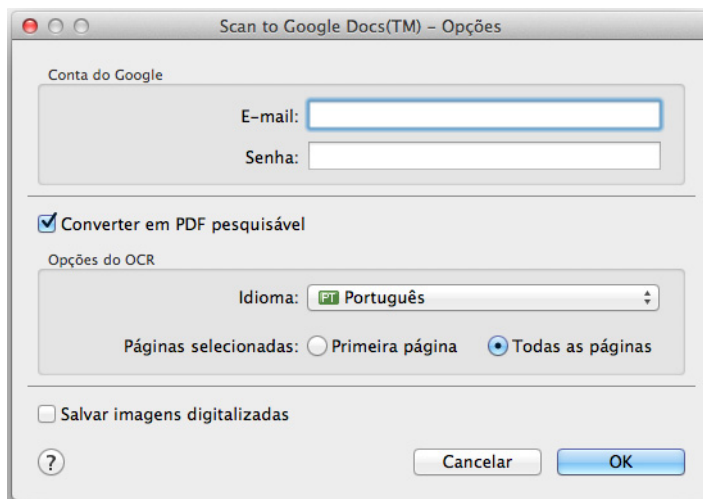 Scan to Google Docs(TM) – Opções
Conta do Google
E-mail:
Senha:
Converter em PDF pesquisável
Opções do OCR
Idioma: PT Português
Páginas selecionadas: Primeira página Todas as páginas
Salvar imagens digitalizadas
? Cancelar OK